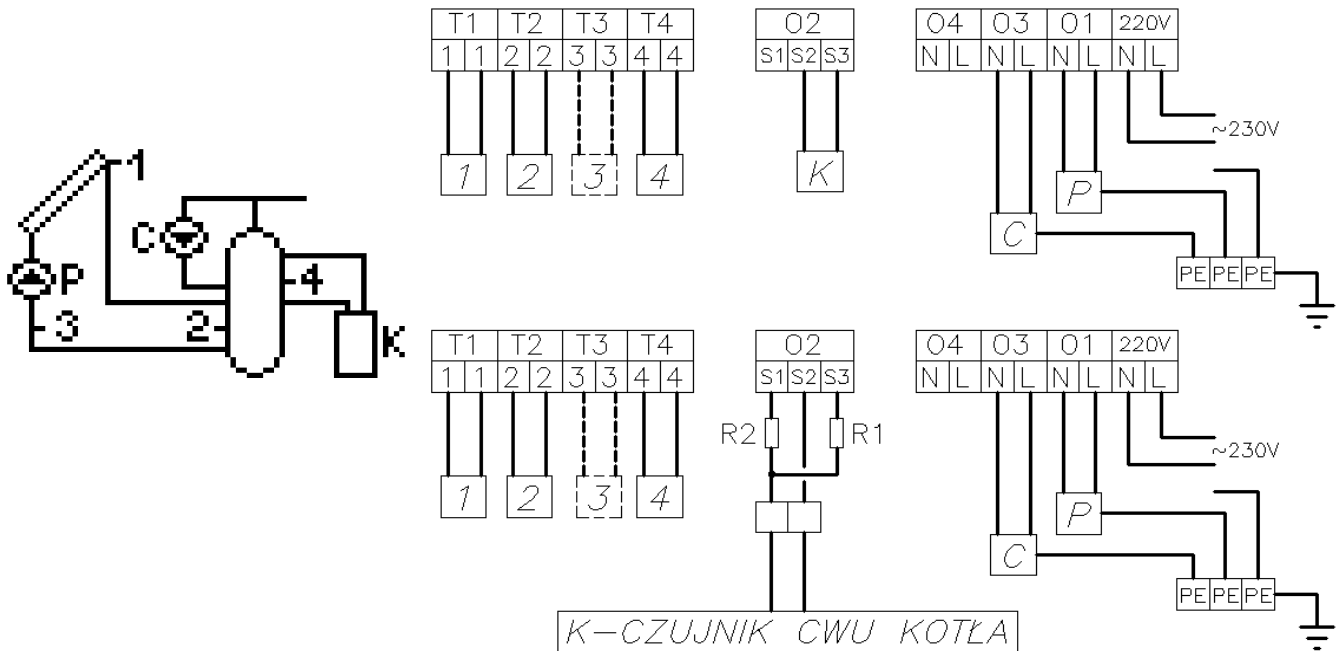 T1 T2 T3 T4 O2 O4 O3 O1 220V
1 1 2 2 3 3 4 4 S1 S2 S3 N L N L N L N L
~230V
1
1 2 3 4 K P
C
C
P
4
PE PE PE
3 2
K
T1 T2 T3 T4 O2 O4 O3 O1 220V
1 1 2 2 3 3 4 4 S1 S2 S3 N L N L N L N L
R2 R1
~230V
1 2 3 4 P
C
PE PE PE
K-CZUJNIK CWU KOTŁA